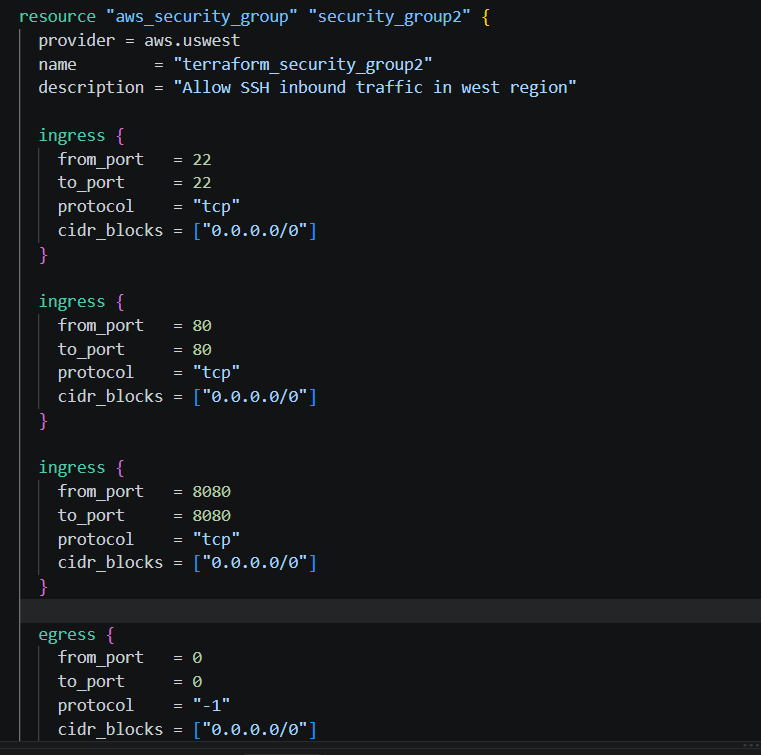 resource "aws_security_group" "security_group2" {
  provider = aws.uswest
  name        = "terraform_security_group2"
  description = "Allow SSH inbound traffic in west region"

  ingress {
    from_port   = 22
    to_port     = 22
    protocol    = "tcp"
    cidr_blocks = ["0.0.0.0/0"]
  }

  ingress {
    from_port   = 80
    to_port     = 80
    protocol    = "tcp"
    cidr_blocks = ["0.0.0.0/0"]
  }

  ingress {
    from_port   = 8080
    to_port     = 8080
    protocol    = "tcp"
    cidr_blocks = ["0.0.0.0/0"]
  }

  egress {
    from_port   = 0
    to_port     = 0
    protocol    = "-1"
    cidr_blocks = ["0.0.0.0/0"]